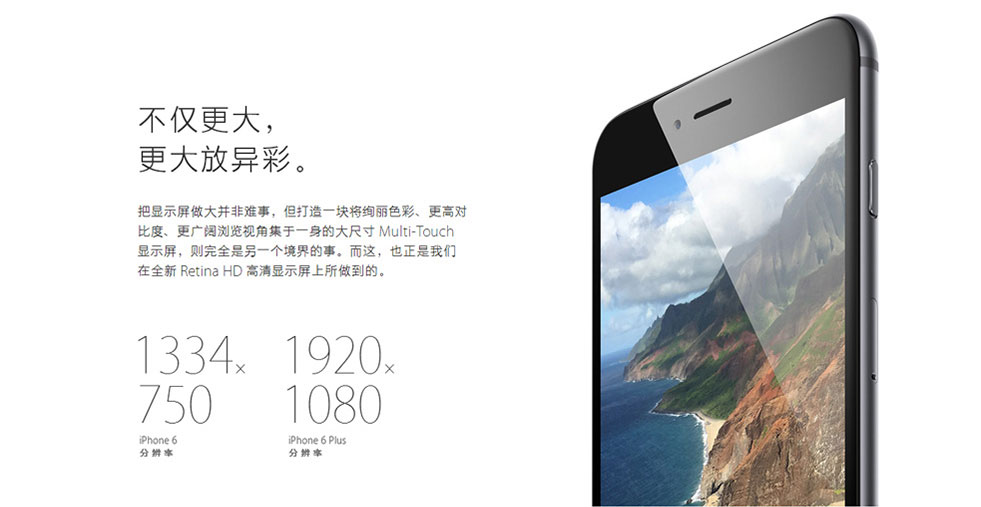 不仅更大，
更大放异彩。
把显示屏做大并非难事，但打造一块将绚丽色彩、更高对
比度、更广阔浏览视角集于一身的大尺寸 Multi-Touch
显示屏，则完全是另一个境界的事。而这，也正是我们
在全新 Retina HD 高清显示屏上所做到的。
1334×
750
iPhone 6
分辨率
1920×
1080
iPhone 6 Plus
分辨率